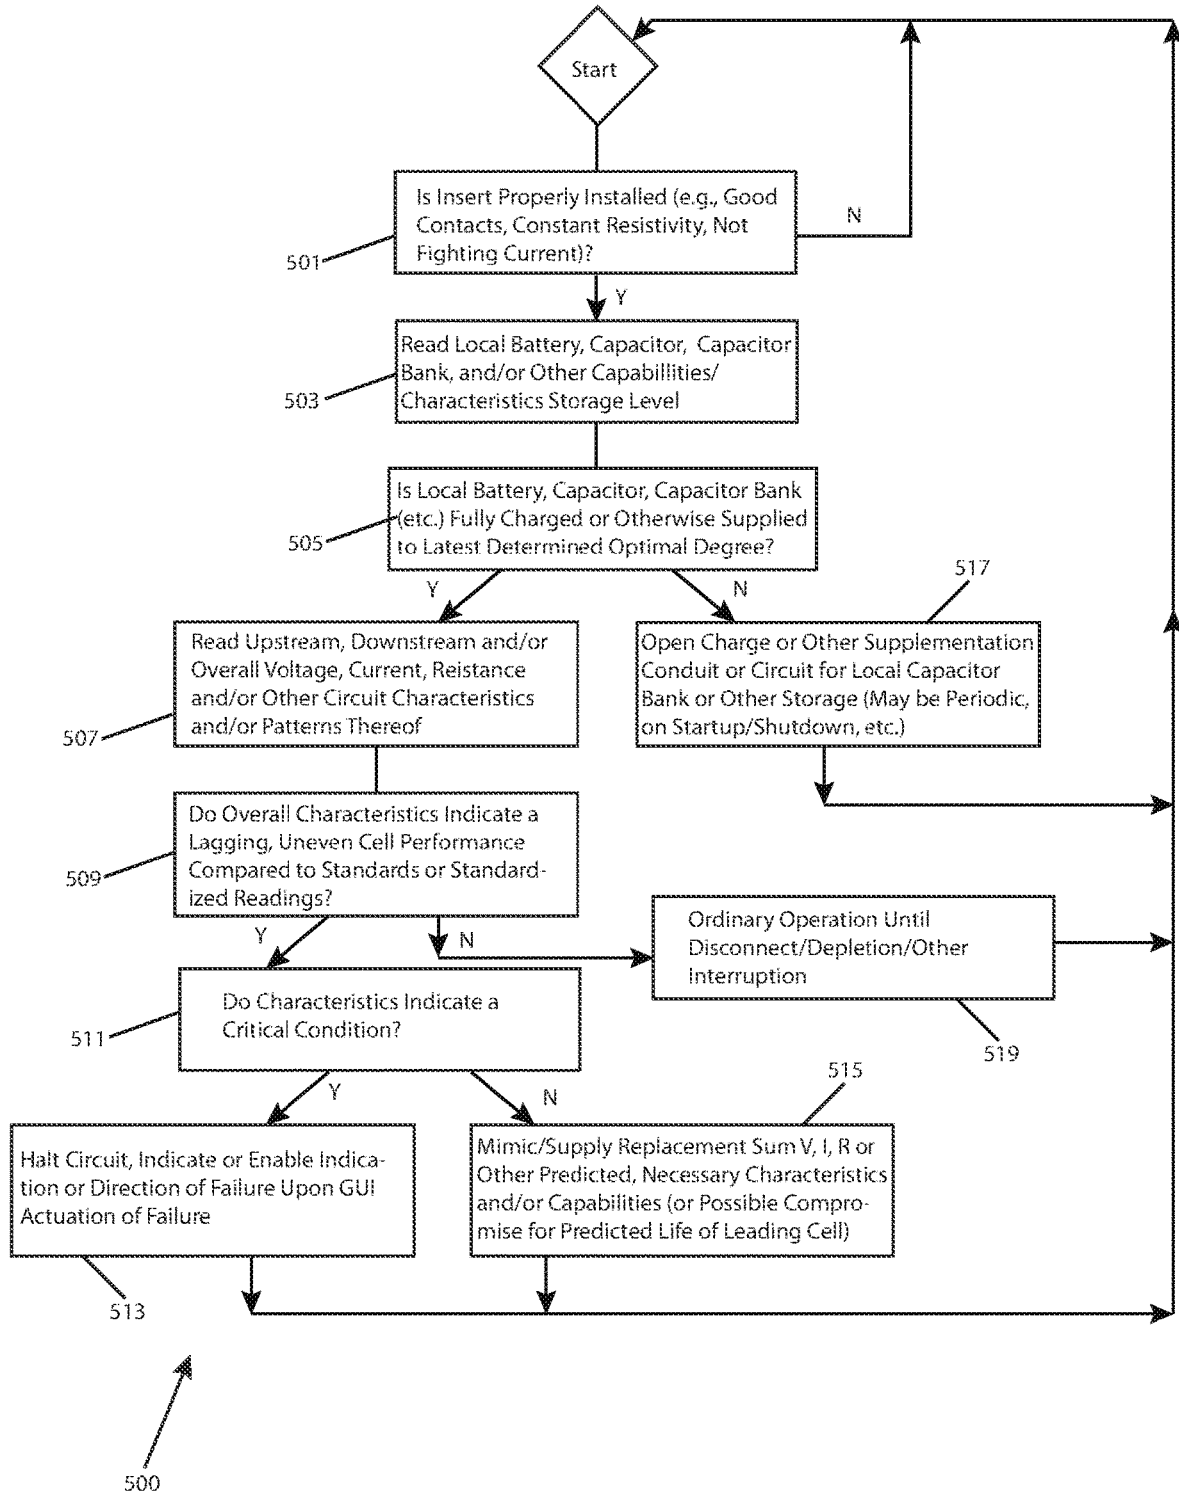 Start
Is Insert Properly Installed (e.g., Good
Contacts, Constant Resistivity, Not
Fighting Current)?
N
501
Y
Read Local Battery, Capacitor, Capacitor
Bank, and/or Other Capabillities/
Characteristics Storage Level
503
Is Local Battery, Capacitor, Capacitor Bank
(etc.) Fully Charged or Otherwise Supplied
to Latest Determined Optimal Degree?
505
Y
N
517
Read Upstream, Downstream and/or
Overall Voltage, Current, Reistance
and/or Other Circuit Characteristics
and/or Patterns Thereof
507
Open Charge or Other Supplementation
Conduit or Circuit for Local Capacitor
Bank or Other Storage (May be Periodic,
on Startup/Shutdown, etc.)
Do Overall Characteristics Indicate a
Lagging, Uneven Cell Performance
Compared to Standards or Standard-
ized Readings?
509
Y
N
Ordinary Operation Until
Disconnect/Depletion/Other
Interruption
519
Do Characteristics Indicate a
Critical Condition?
511
Y
N
515
Halt Circuit, Indicate or Enable Indica-
tion or Direction of Failure Upon GUI
Actuation of Failure
513
Mimic/Supply Replacement Sum V, I, R or
Other Predicted, Necessary Characteristics
and/or Capabilities (or Possible Compro-
mise for Predicted Life of Leading Cell)
500